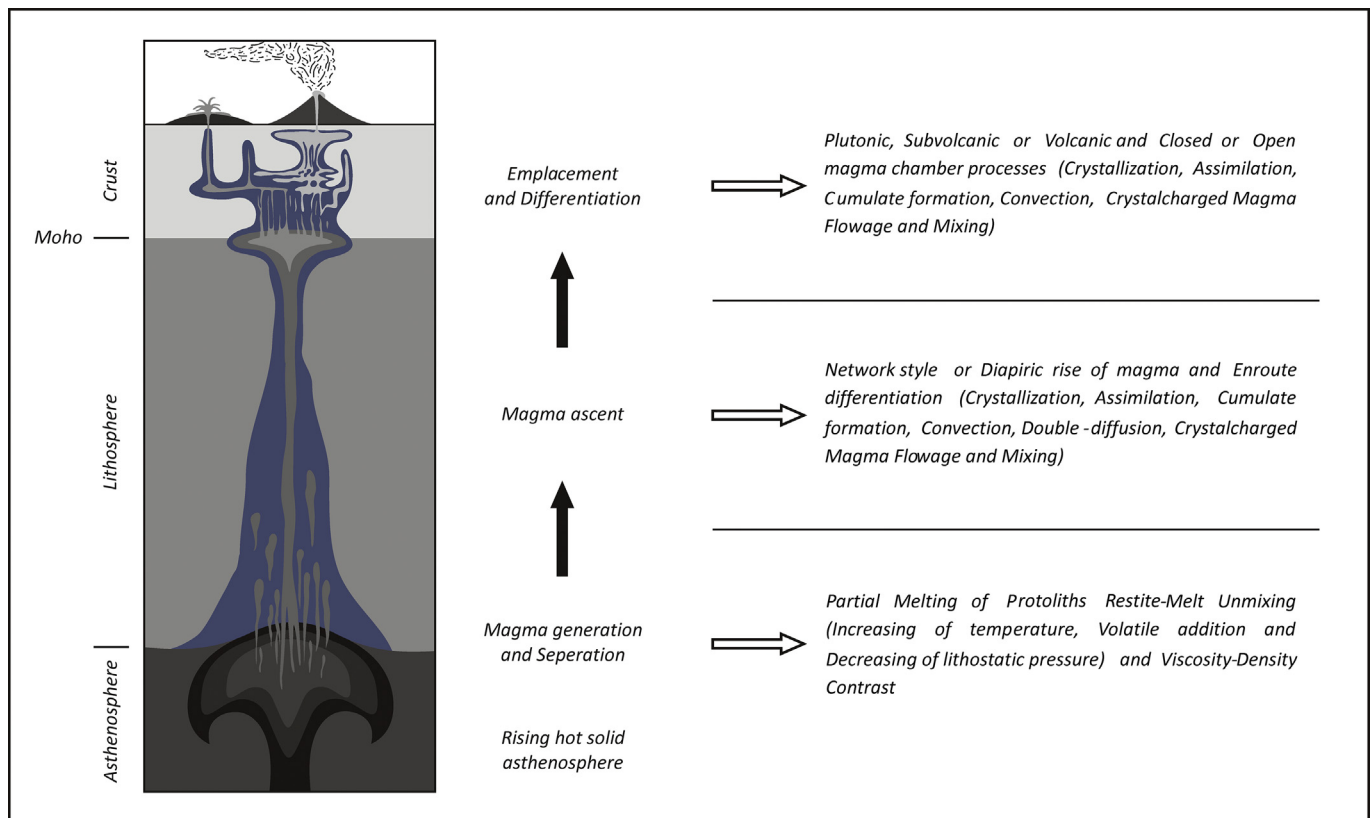 Crust
Moho
Lithosphere
Asthenosphere
Emplacement
and Differentiation
Plutonic, Subvolcanic or Volcanic and Closed or Open
magma chamber processes (Crystallization, Assimilation,
Cumulate formation, Convection, Crystalcharged Magma
Flowage and Mixing)
Magma ascent
Network style or Diapiric rise of magma and Enroute
differentiation (Crystallization, Assimilation, Cumulate
formation, Convection, Double-diffusion, Crystalcharged
Magma Flowage and Mixing)
Magma generation
and Seperation
Partial Melting of Protoliths Restite-Melt Unmixing
(Increasing of temperature, Volatile addition and
Decreasing of lithostatic pressure) and Viscosity-Density
Contrast
Rising hot solid
asthenosphere